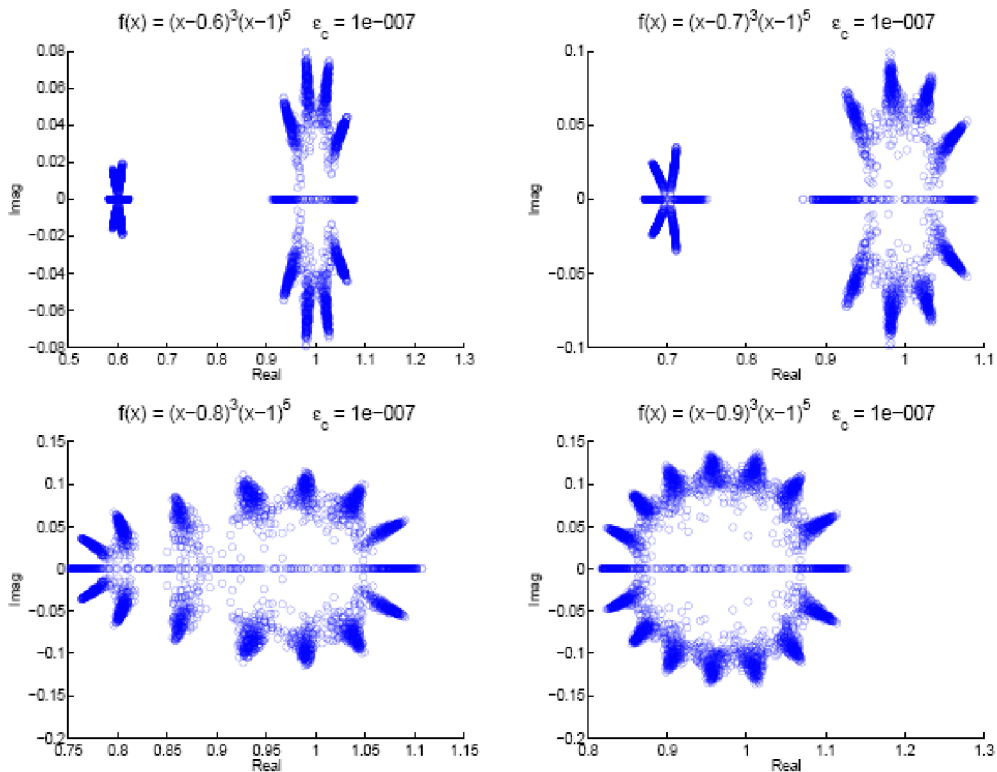 f(x) = (x−0.6)³(x−1)⁵ ε_c = 1e−007
0.08
0.06
0.04
0.02
0
−0.02
−0.04
−0.06
−0.08
Imag
0.5 0.6 0.7 0.8 0.9 1 1.1 1.2 1.3
Real
f(x) = (x−0.7)³(x−1)⁵ ε_c = 1e−007
0.1
0.05
0
−0.05
−0.1
Imag
0.7 0.8 0.9 1 1.1
Real
f(x) = (x−0.8)³(x−1)⁵ ε_c = 1e−007
0.15
0.1
0.05
0
−0.05
−0.1
−0.15
−0.2
Imag
0.75 0.8 0.85 0.9 0.95 1 1.05 1.1 1.15
Real
f(x) = (x−0.9)³(x−1)⁵ ε_c = 1e−007
0.15
0.1
0.05
0
−0.05
−0.1
−0.15
−0.2
Imag
0.8 0.9 1 1.1 1.2 1.3
Real